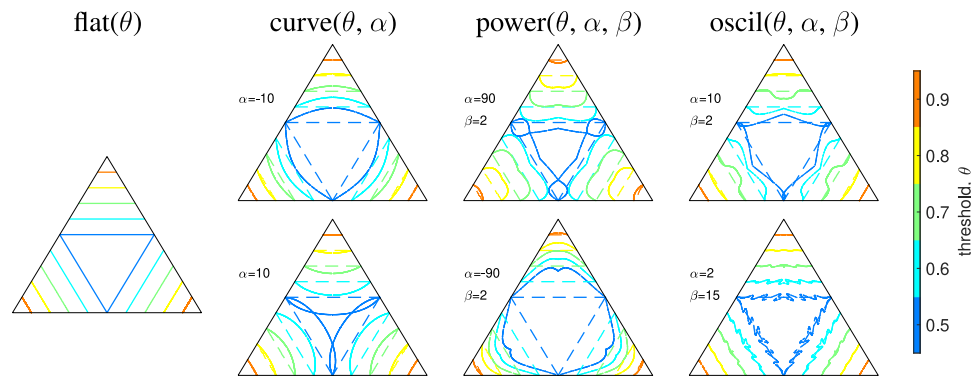 flat(θ)
curve(θ, α)
power(θ, α, β)
oscil(θ, α, β)
α=-10
α=90
β=2
α=10
β=2
α=10
α=-90
β=2
α=2
β=15
0.9
0.8
0.7
0.6
0.5
threshold, θ